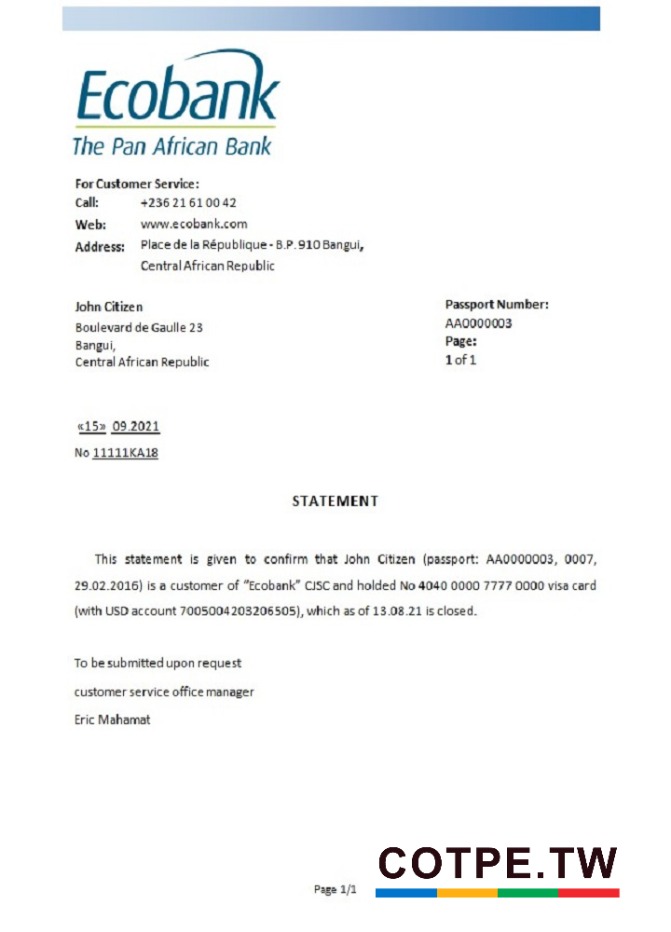 Ecobank
The Pan African Bank
For Customer Service:
Call: +236 21 61 00 42
Web: www.ecobank.com
Address: Place de la République - B.P. 910 Bangui,
Central African Republic
John Citizen
Boulevard de Gaulle 23
Bangui,
Central African Republic
Passport Number:
AA0000003
Page:
1 of 1
«15» 09.2021
No 11111KA18
STATEMENT
This statement is given to confirm that John Citizen (passport: AA0000003, 0007,
29.02.2016) is a customer of "Ecobank" CJSC and holded No 4040 0000 7777 0000 visa card
(with USD account 7005004203206505), which as of 13.08.21 is closed.
To be submitted upon request
customer service office manager
Eric Mahamat
Page 1/1
COTPE.TW